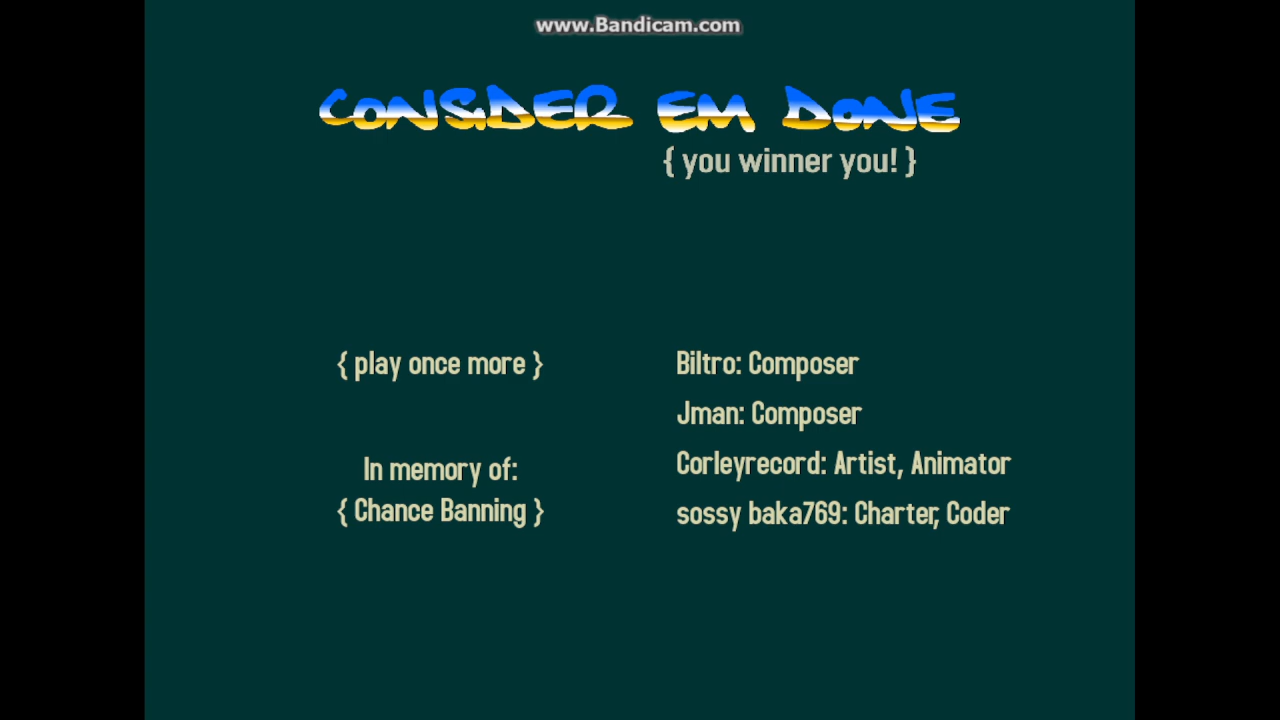 www.Bandicam.com
CONSIDER EM DONE
{ you winner you! }
{ play once more }
In memory of:
{ Chance Banning }
Biltro: Composer
Jman: Composer
Corleyrecord: Artist, Animator
sossy baka769: Charter, Coder